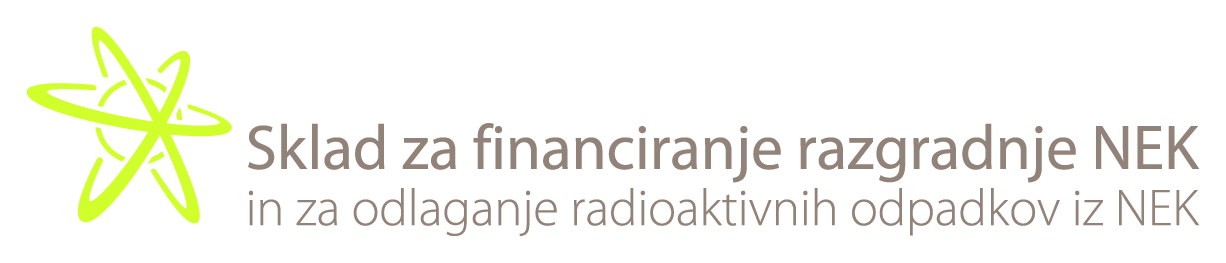 Sklad za financiranje razgradnje NEK
in za odlaganje radioaktivnih odpadkov iz NEK